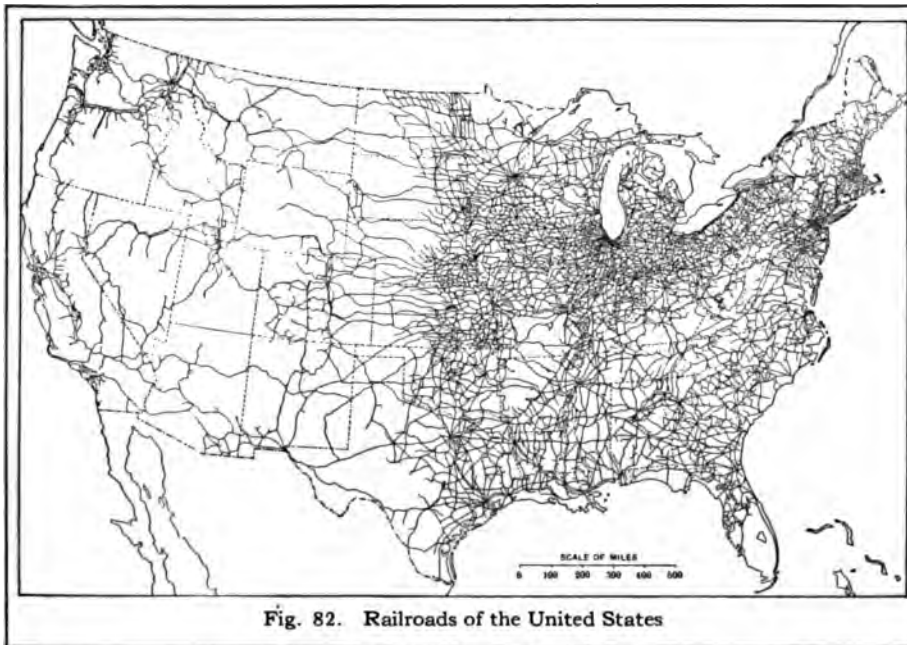 SCALE OF MILES
0 100 200 300 400 500
Fig. 82. Railroads of the United States